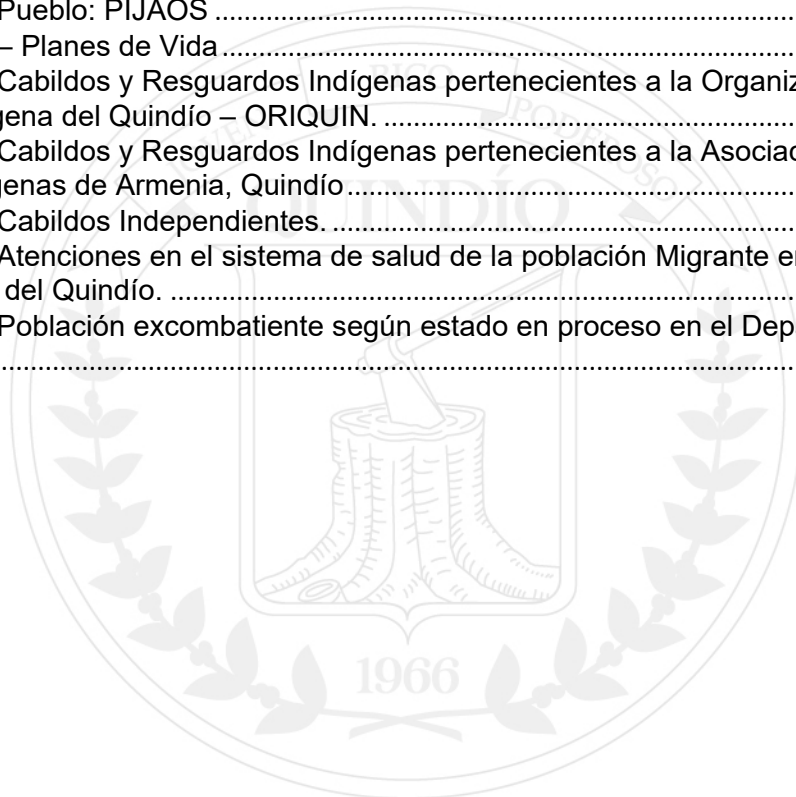 Pueblo: PIJAOS ........................................................................
– Planes de Vida ........................................................................
Cabildos y Resguardos Indígenas pertenecientes a la Organiz
gena del Quindío – ORIQUIN. ...................................................
Cabildos y Resguardos Indígenas pertenecientes a la Asociac
genas de Armenia, Quindío .......................................................
Cabildos Independientes. .........................................................
Atenciones en el sistema de salud de la población Migrante en
del Quindío. ..............................................................................
Población excombatiente según estado en proceso en el Dep
....................................................................................................
RICO
PODEROSO
QUINDÍO
1966